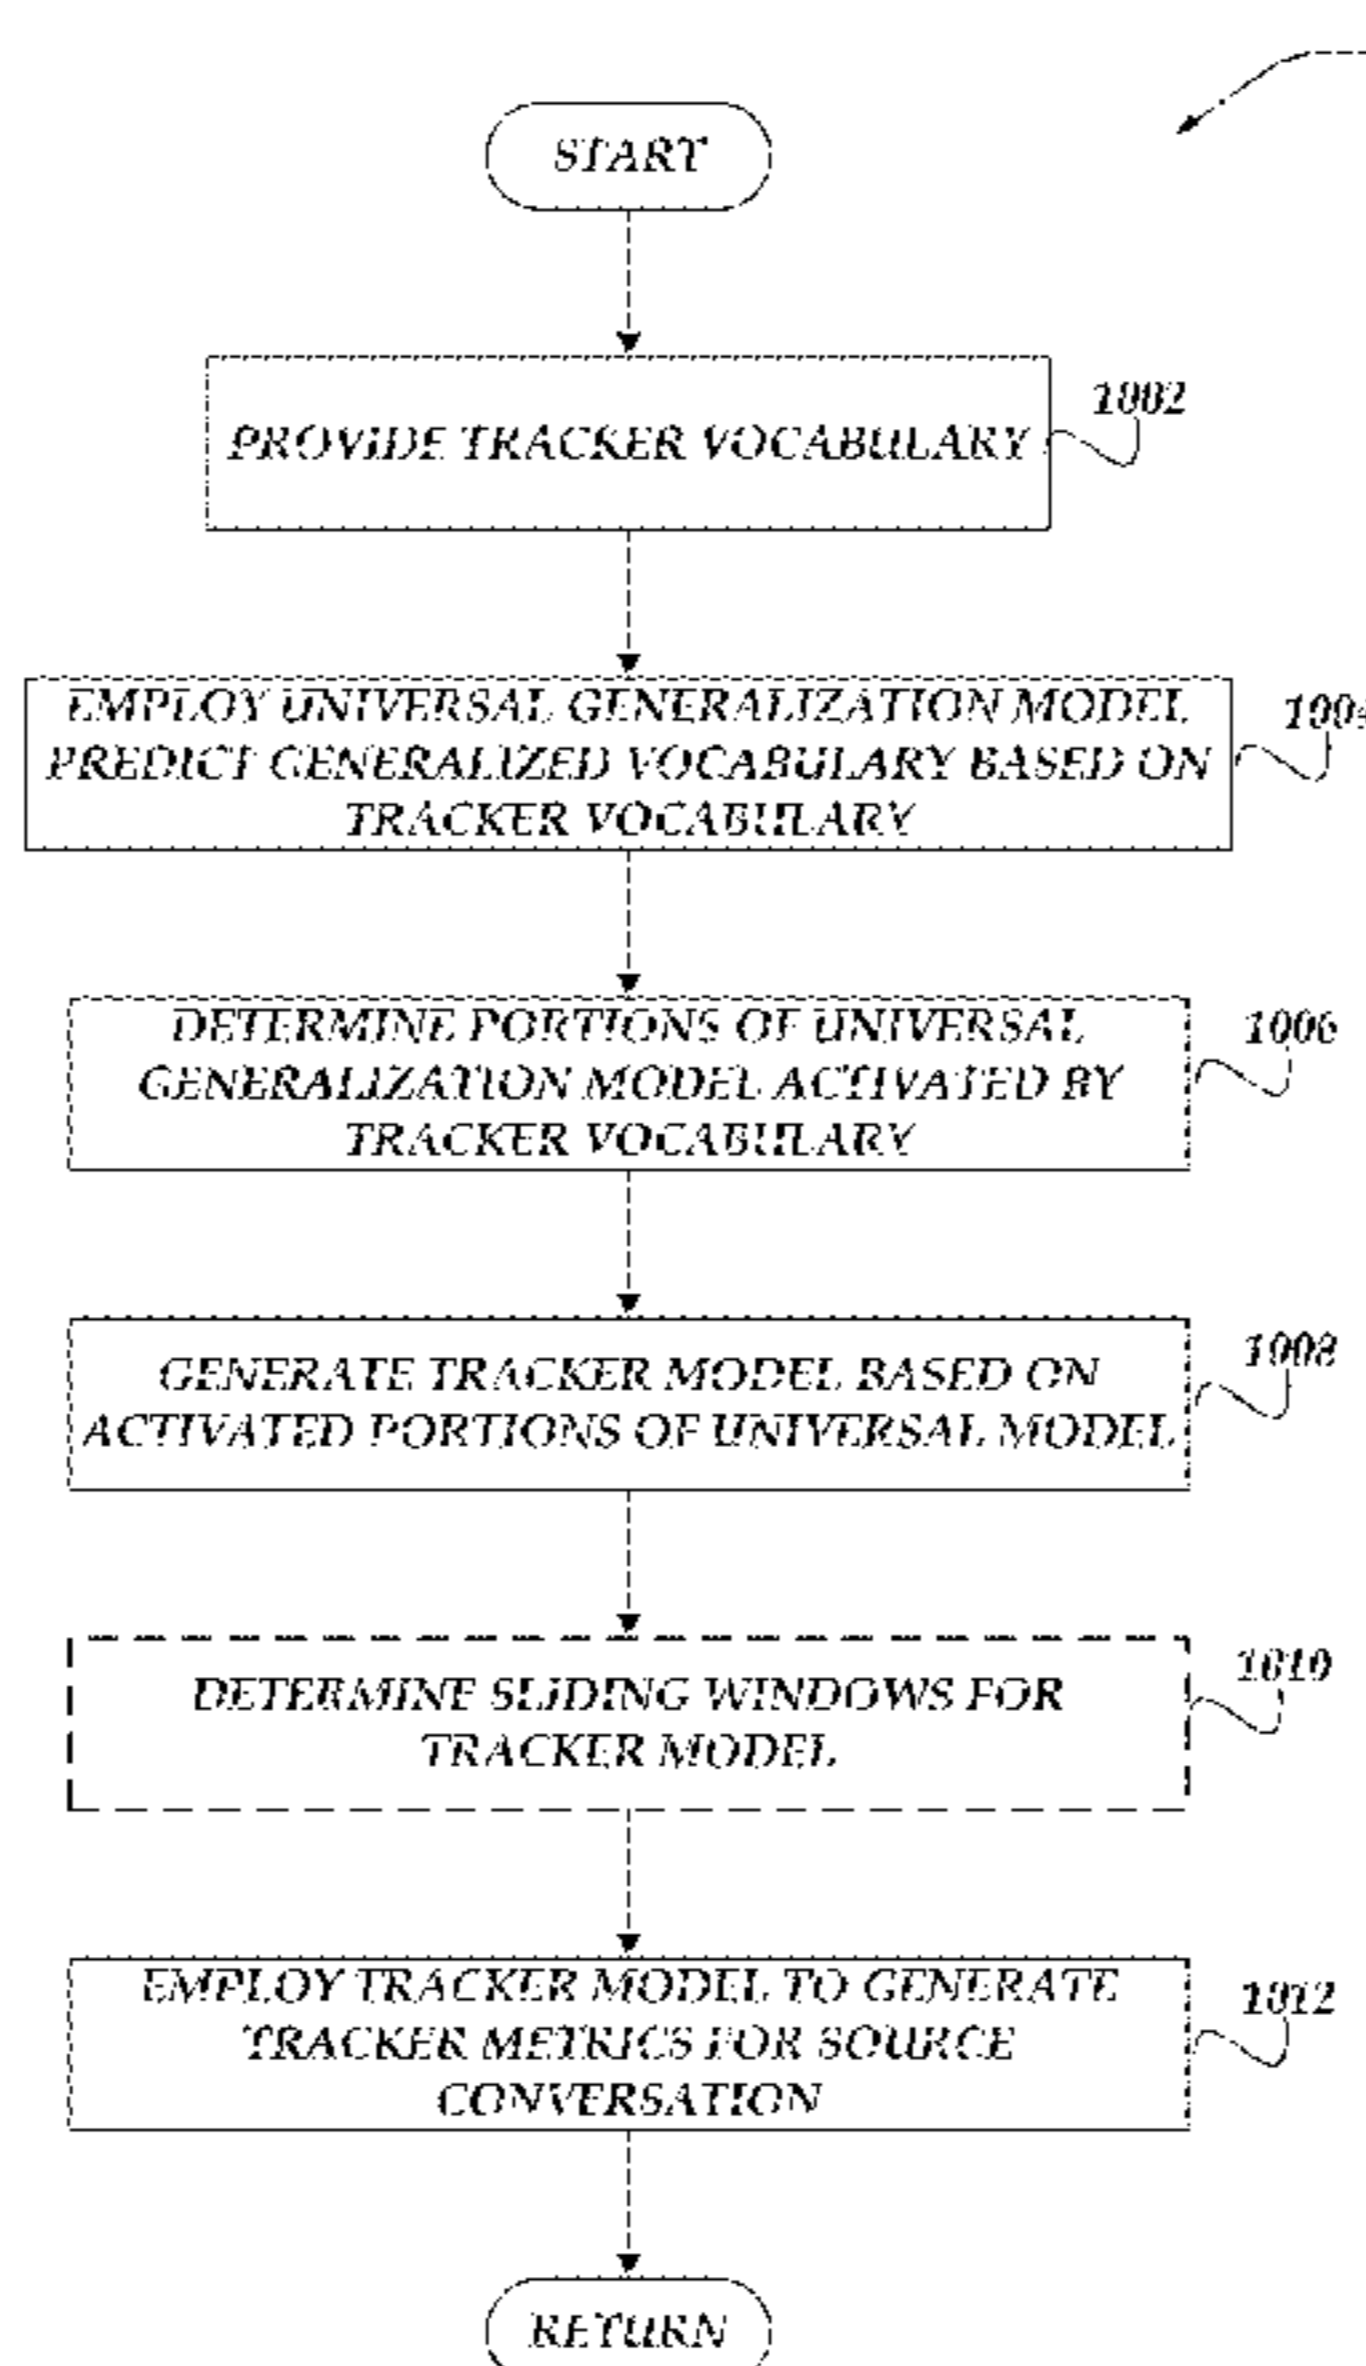 START
PROVIDE TRACKER VOCABULARY
1002
EMPLOY UNIVERSAL GENERALIZATION MODEL
PREDICT GENERALIZED VOCABULARY BASED ON
TRACKER VOCABULARY
1004
DETERMINE PORTIONS OF UNIVERSAL
GENERALIZATION MODEL ACTIVATED BY
TRACKER VOCABULARY
1006
GENERATE TRACKER MODEL BASED ON
ACTIVATED PORTIONS OF UNIVERSAL MODEL
1008
DETERMINE SLIDING WINDOWS FOR
TRACKER MODEL
1010
EMPLOY TRACKER MODEL TO GENERATE
TRACKER METRICS FOR SOURCE
CONVERSATION
1012
RETURN